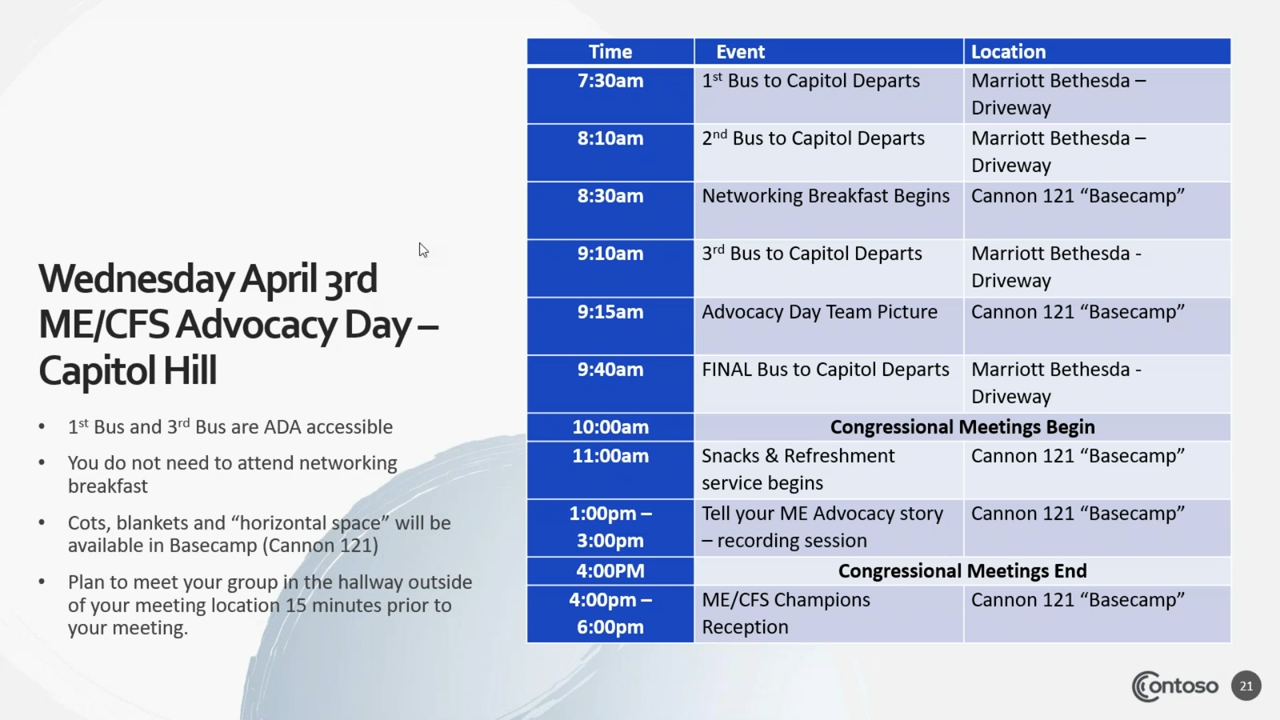 Wednesday April 3rd
ME/CFS Advocacy Day –
Capitol Hill
• 1st Bus and 3rd Bus are ADA accessible
• You do not need to attend networking
breakfast
• Cots, blankets and “horizontal space” will be
available in Basecamp (Cannon 121)
• Plan to meet your group in the hallway outside
of your meeting location 15 minutes prior to
your meeting.
Time Event Location
7:30am 1st Bus to Capitol Departs Marriott Bethesda –
Driveway
8:10am 2nd Bus to Capitol Departs Marriott Bethesda –
Driveway
8:30am Networking Breakfast Begins Cannon 121 “Basecamp”
9:10am 3rd Bus to Capitol Departs Marriott Bethesda -
Driveway
9:15am Advocacy Day Team Picture Cannon 121 “Basecamp”
9:40am FINAL Bus to Capitol Departs Marriott Bethesda -
Driveway
10:00am Congressional Meetings Begin
11:00am Snacks & Refreshment Cannon 121 “Basecamp”
service begins
1:00pm – Tell your ME Advocacy story Cannon 121 “Basecamp”
3:00pm – recording session
4:00PM Congressional Meetings End
4:00pm – ME/CFS Champions Cannon 121 “Basecamp”
6:00pm Reception
Contoso 21